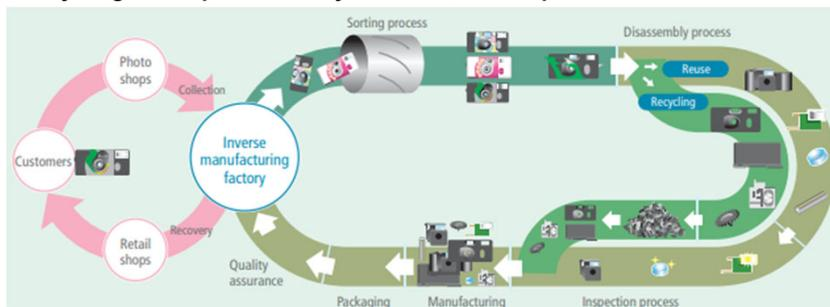 Sorting process
Disassembly process
Photo
shops
Collection
Reuse
Recycling
Customers
Inverse
manufacturing
factory
Recovery
Retail
shops
Quality
assurance
Packaging
Manufacturing
Inspection process